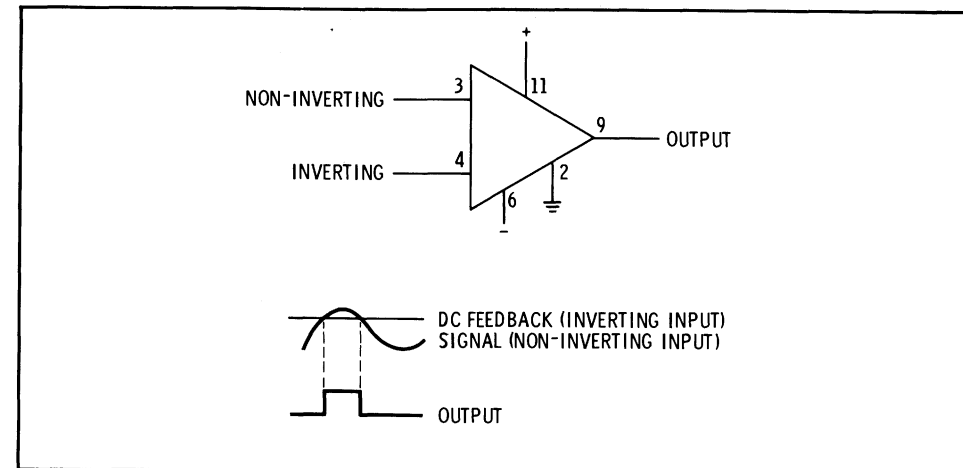 +
NON-INVERTING 3 11
9 OUTPUT
INVERTING 4
2
6
-
DC FEEDBACK (INVERTING INPUT)
SIGNAL (NON-INVERTING INPUT)
OUTPUT